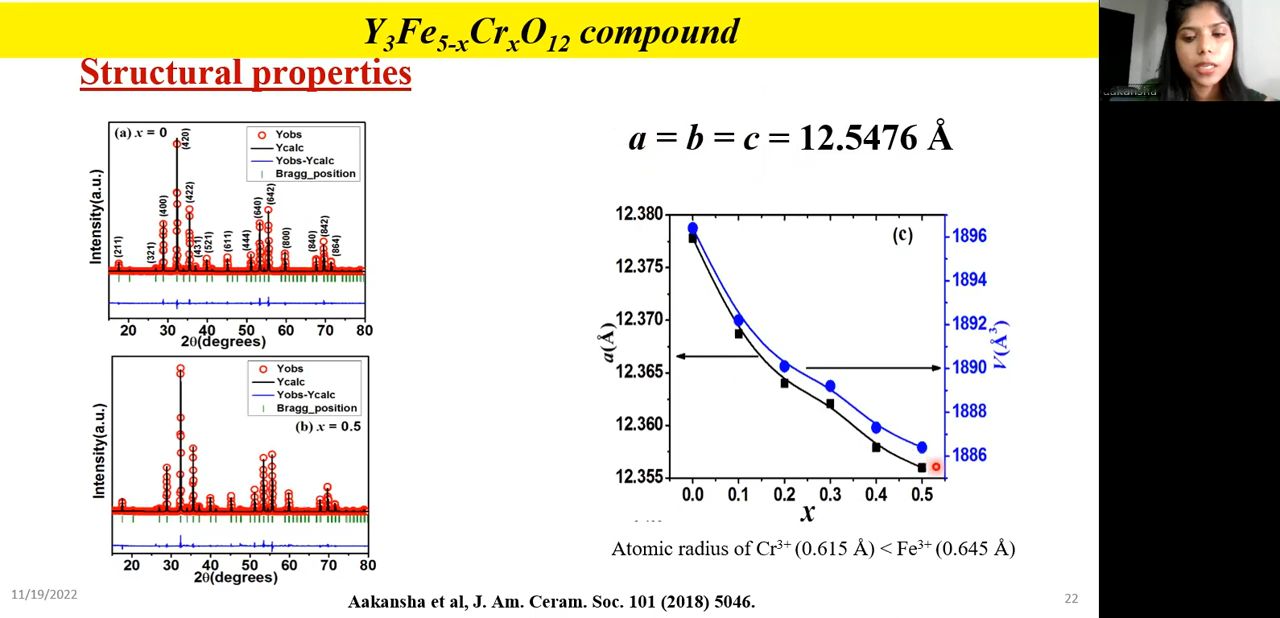 Y3Fe5-xCrxO12 compound
Structural properties
aakansha
(a) x = 0
Yobs
Ycalc
Yobs-Ycalc
Bragg_position
(211)
(321)
(400)
(420)
(422)
(431)
(521)
(611)
(444)
(640)
(642)
(800)
(840)
(842)
(864)
Intensity(a.u.)
20 30 40 50 60 70 80
2θ(degrees)
Yobs
Ycalc
Yobs-Ycalc
Bragg_position
(b) x = 0.5
Intensity(a.u.)
20 30 40 50 60 70 80
2θ(degrees)
a = b = c = 12.5476 Å
(c)
12.380
12.375
12.370
12.365
12.360
12.355
a(Å)
1896
1894
1892
1890
1888
1886
V(Å3)
0.0 0.1 0.2 0.3 0.4 0.5
x
Atomic radius of Cr3+ (0.615 Å) < Fe3+ (0.645 Å)
11/19/2022
Aakansha et al, J. Am. Ceram. Soc. 101 (2018) 5046.
22